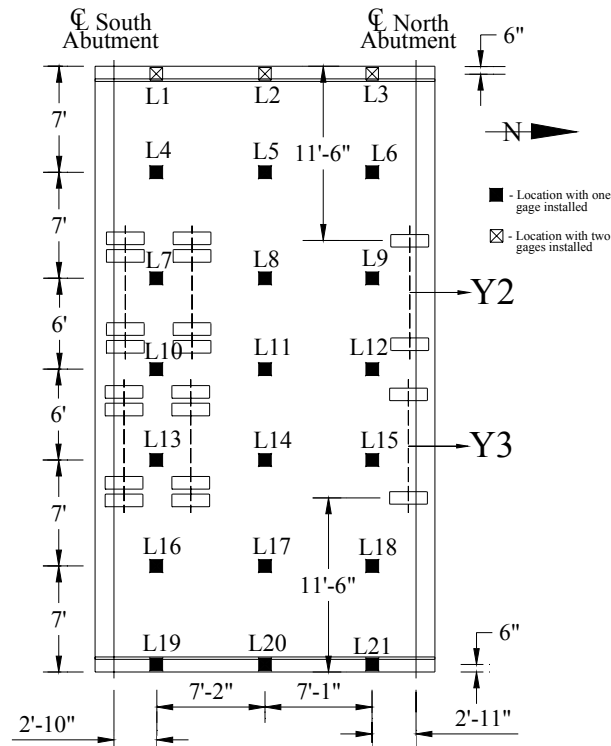 ℄ South
Abutment
℄ North
Abutment
6"
L1
L2
L3
7'
11'-6"
N
L4
L5
L6
- Location with one
gage installed
- Location with two
gages installed
7'
L7
L8
L9
Y2
6'
L10
L11
L12
6'
L13
L14
L15
Y3
7'
L16
L17
L18
11'-6"
7'
L19
L20
L21
6"
7'-2"
7'-1"
2'-10"
2'-11"